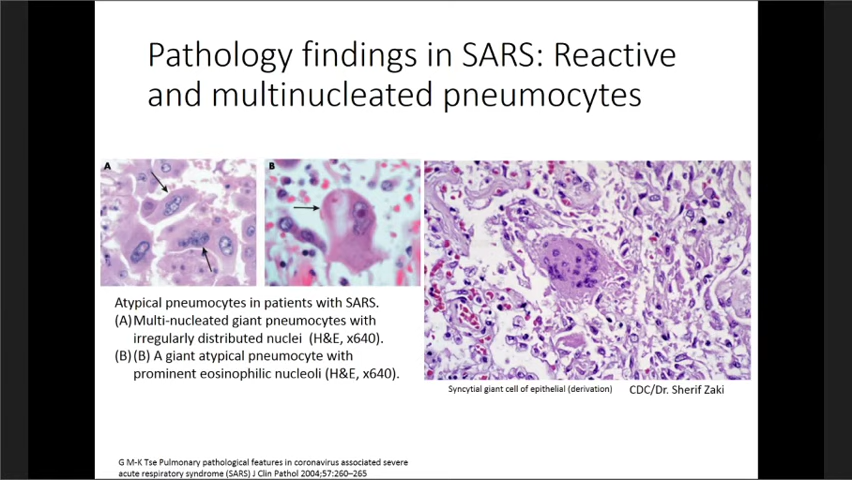 Pathology findings in SARS: Reactive
and multinucleated pneumocytes
A
B
Atypical pneumocytes in patients with SARS.
(A) Multi-nucleated giant pneumocytes with
irregularly distributed nuclei (H&E, x640).
(B) (B) A giant atypical pneumocyte with
prominent eosinophilic nucleoli (H&E, x640).
Syncytial giant cell of epithelial (derivation)
CDC/Dr. Sherif Zaki
G M-K Tse Pulmonary pathological features in coronavirus associated severe
acute respiratory syndrome (SARS) J Clin Pathol 2004;57:260–265